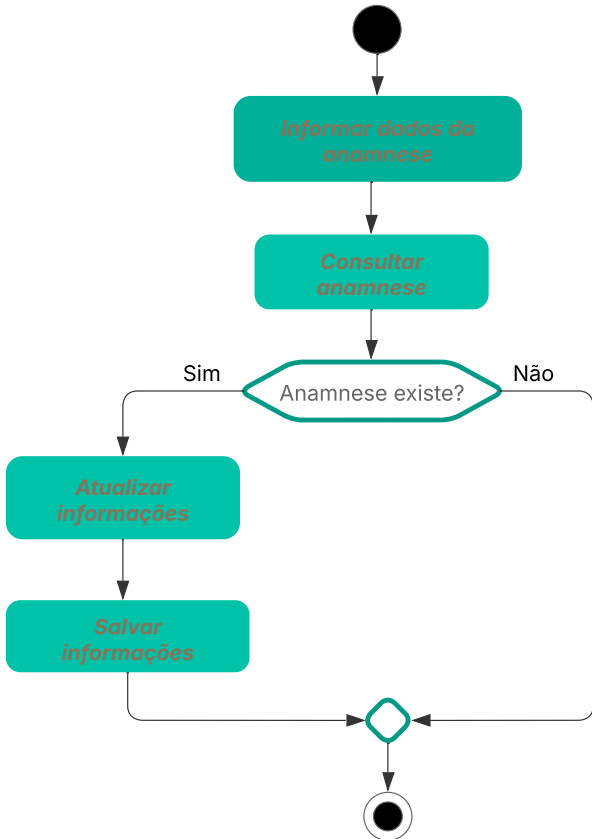 Informar dados da
anamnese
Consultar
anamnese
Sim
Anamnese existe?
Não
Atualizar
informações
Salvar
informações